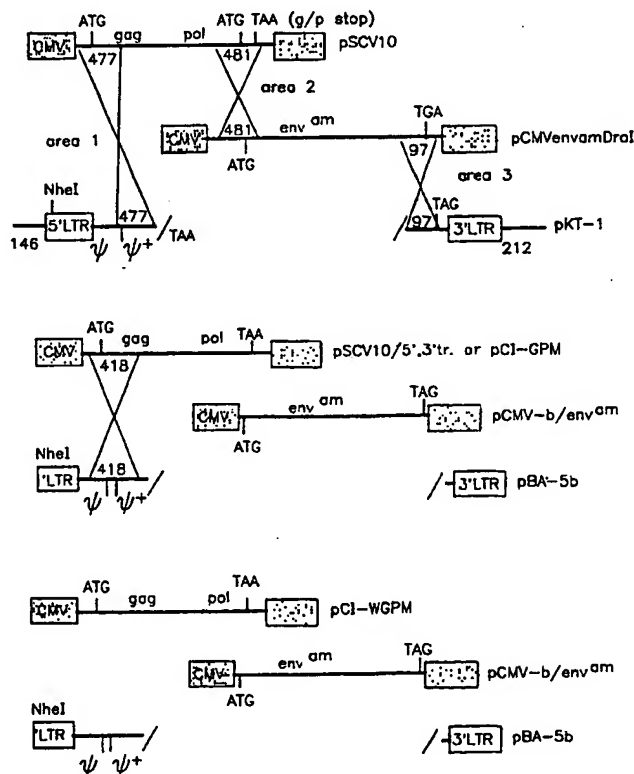 ATG ATG TAA (g/p stop)
CMV gag pol pSCV10
477 481
area 2
env am TGA
area 1 CMV 481 pCMVenvamDraI
ATG 97
area 3
NheI TAG
5'LTR 477 / TAA / 97 3'LTR pKT-1
146 ψ ψ+ 212
ATG gag pol TAA
CMV pSCV10/5'.3'tr. or pCI-GPM
418
env am TAG
CMV pCMV-b/env am
NheI ATG
'LTR 418 / / 3'LTR pBA-5b
ψ ψ+
ATG TAA
CMV gag pol pCI-WGPM
TAG
CMV env am pCMV-b/env am
NheI ATG
'LTR / / 3'LTR pBA-5b
ψ ψ+